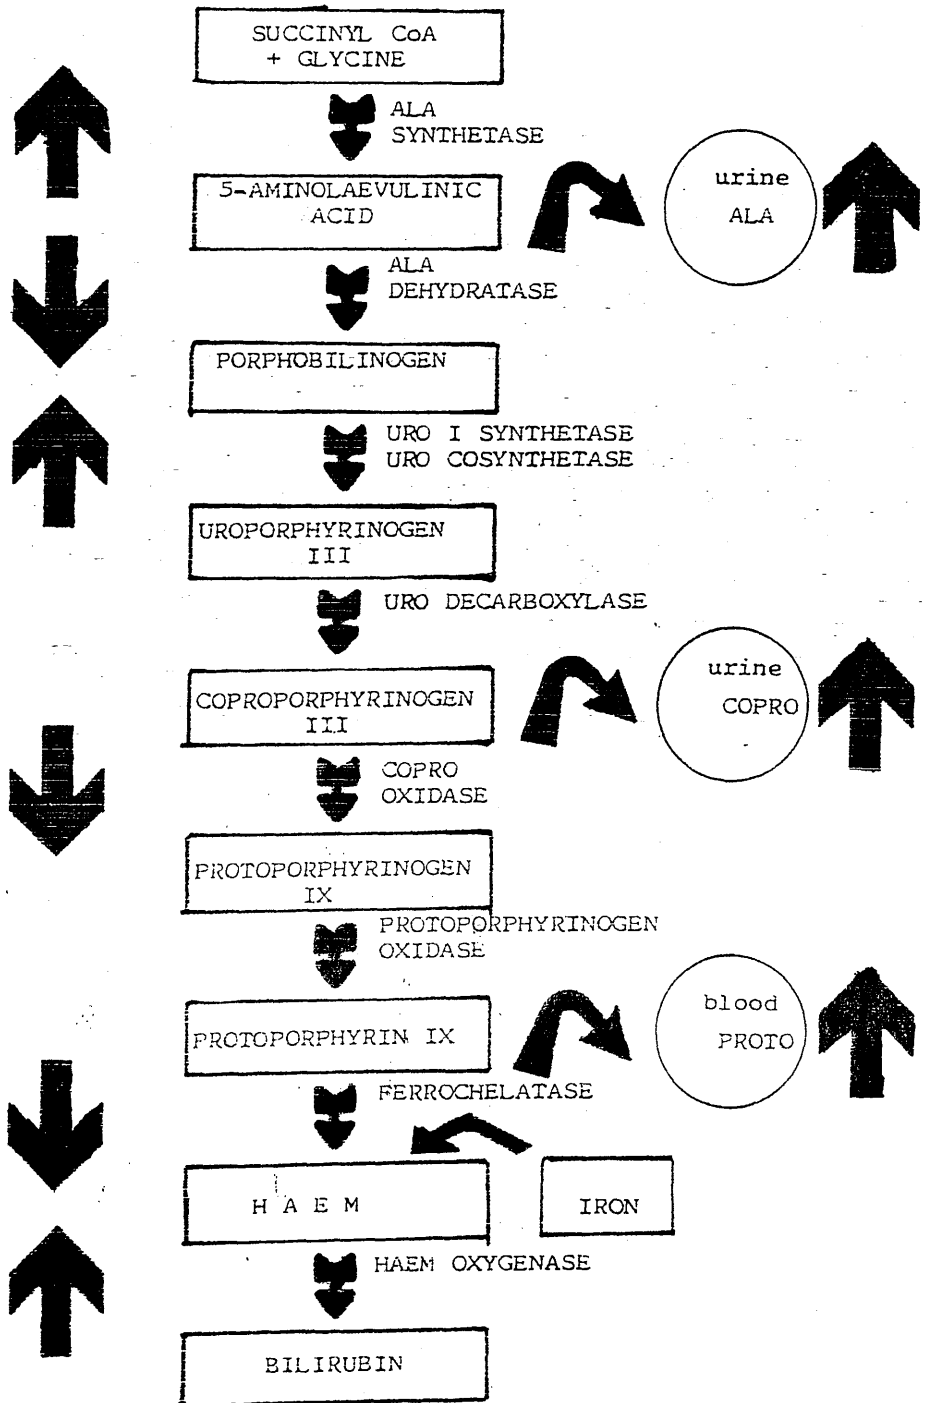 SUCCINYL CoA
+ GLYCINE
ALA
SYNTHETASE
5-AMINOLAEVULINIC
ACID
urine
ALA
ALA
DEHYDRATASE
PORPHOBILINOGEN
URO I SYNTHETASE
URO COSYNTHETASE
UROPORPHYRINOGEN
III
URO DECARBOXYLASE
COPROPORPHYRINOGEN
III
urine
COPRO
COPRO
OXIDASE
PROTOPORPHYRINOGEN
IX
PROTOPORPHYRINOGEN
OXIDASE
PROTOPORPHYRIN IX
blood
PROTO
FERROCHELATASE
H A E M
IRON
HAEM OXYGENASE
BILIRUBIN